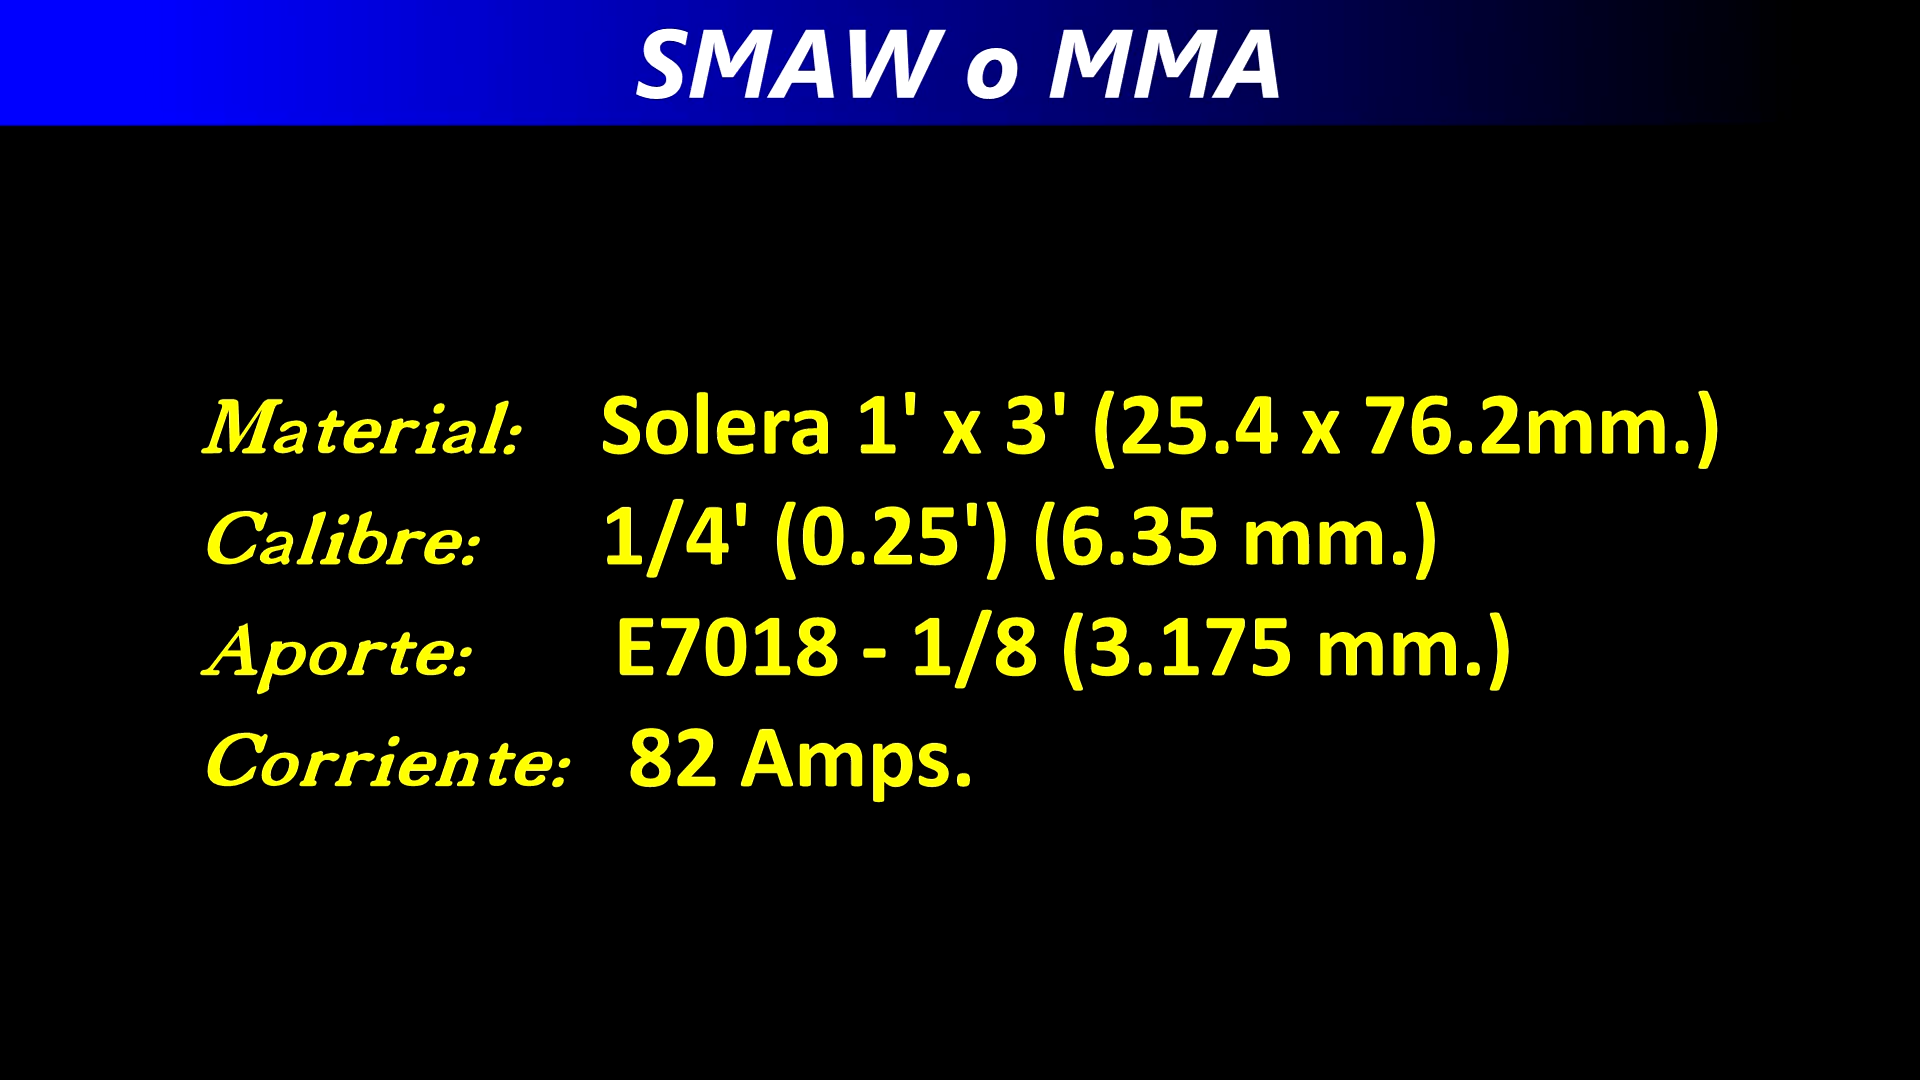 SMAW o MMA
Material: Solera 1' x 3' (25.4 x 76.2mm.)
Calibre: 1/4' (0.25') (6.35 mm.)
Aporte: E7018 - 1/8 (3.175 mm.)
Corriente: 82 Amps.